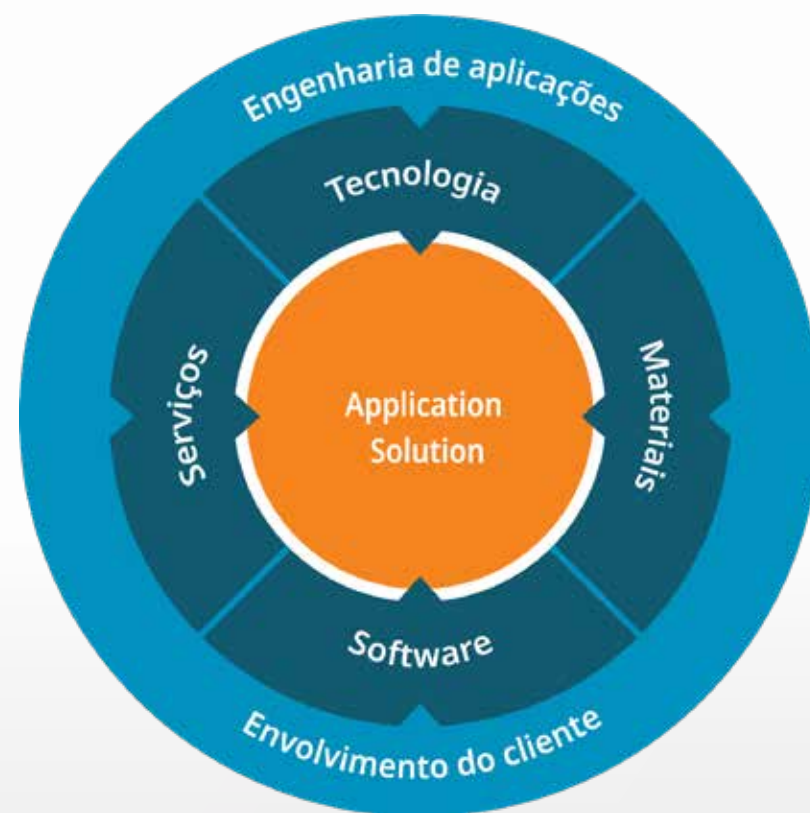 Engenharia de aplicações
Tecnologia
Serviços
Materiais
Application
Solution
Software
Envolvimento do cliente